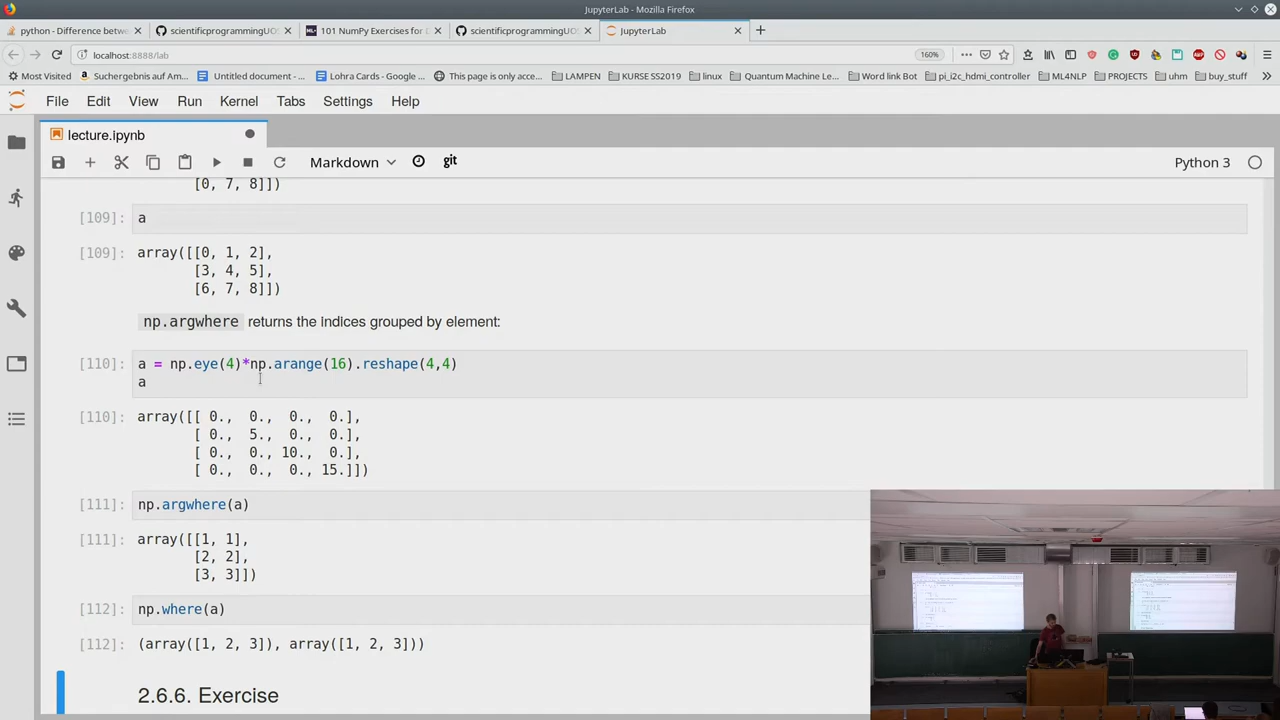 JupyterLab - Mozilla Firefox
python - Difference betwe
scientificprogrammingUOS
101 NumPy Exercises for D
scientificprogrammingUOS
JupyterLab
localhost:8888/lab
160%
Most Visited
Suchergebnis auf Am...
Untitled document - ...
Lohra Cards - Google ...
This page is only acce...
LAMPEN
KURSE SS2019
linux
Quantum Machine Le...
Word link Bot
pi_i2c_hdmi_controller
ML4NLP
PROJECTS
uhm
buy_stuff
File Edit View Run Kernel Tabs Settings Help
lecture.ipynb
Markdown
git
Python 3
[0, 7, 8]])
[109]: a
[109]: array([[0, 1, 2],
[3, 4, 5],
[6, 7, 8]])
np.argwhere returns the indices grouped by element:
[110]: a = np.eye(4)*np.arange(16).reshape(4,4)
a
[110]: array([[ 0., 0., 0., 0.],
[ 0., 5., 0., 0.],
[ 0., 0., 10., 0.],
[ 0., 0., 0., 15.]])
[111]: np.argwhere(a)
[111]: array([[1, 1],
[2, 2],
[3, 3]])
[112]: np.where(a)
[112]: (array([1, 2, 3]), array([1, 2, 3]))
2.6.6. Exercise